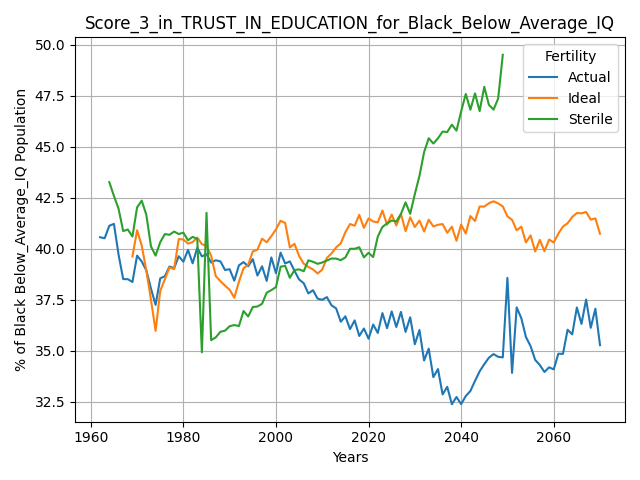 Score_3_in_TRUST_IN_EDUCATION_for_Black_Below_Average_IQ
% of Black Below_Average_IQ Population
50.0
47.5
45.0
42.5
40.0
37.5
35.0
32.5
Fertility
Actual
Ideal
Sterile
1960 1980 2000 2020 2040 2060
Years